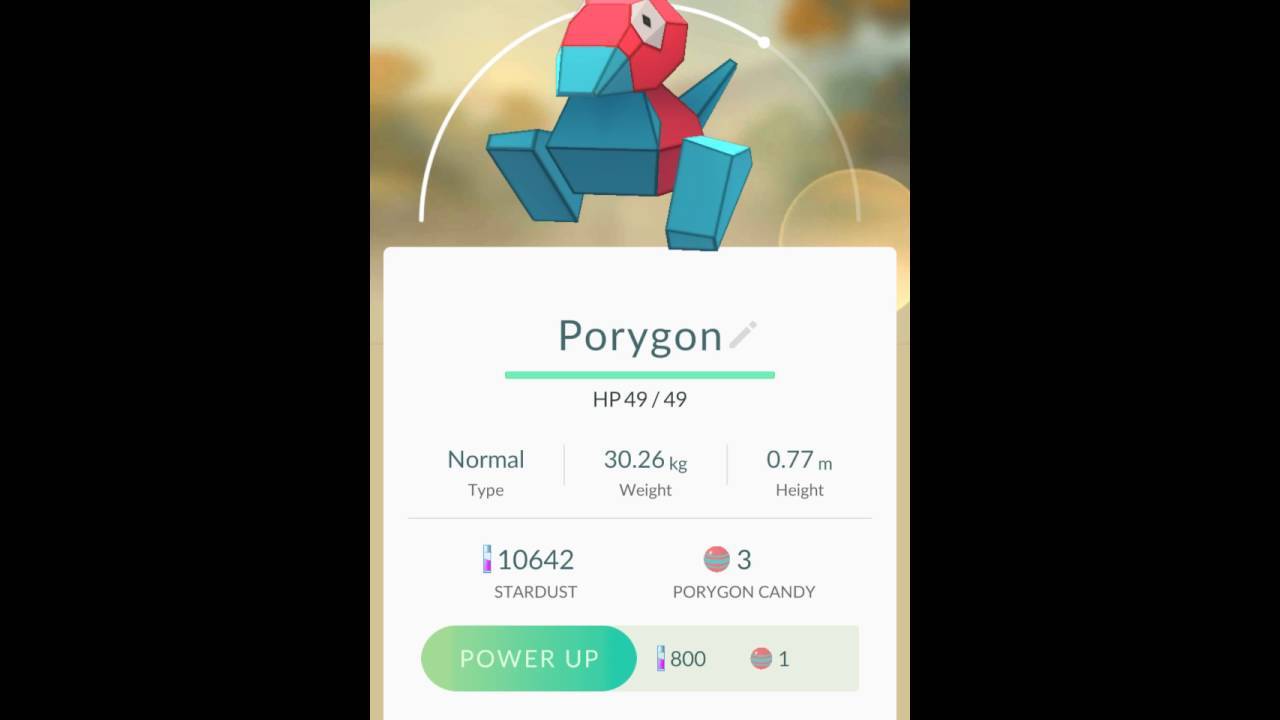 Porygon
HP 49 / 49
Normal 30.26 kg 0.77 m
Type Weight Height
10642 3
STARDUST PORYGON CANDY
POWER UP 800 1